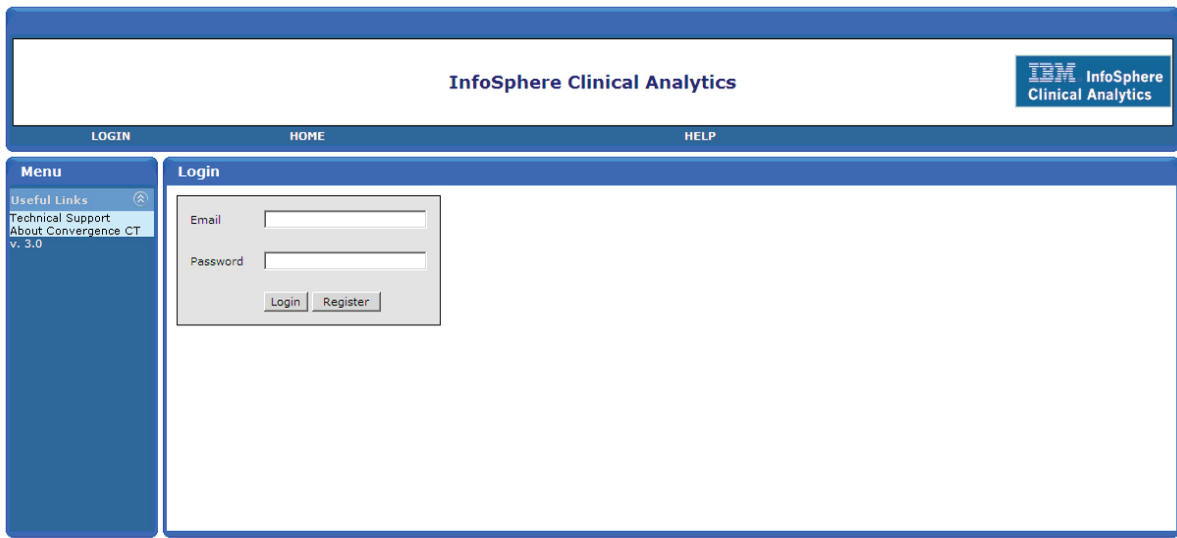 InfoSphere Clinical Analytics
IBM InfoSphere
Clinical Analytics
LOGIN HOME HELP
Menu
Useful Links
Technical Support
About Convergence CT
v. 3.0
Login
Email
Password
Login Register